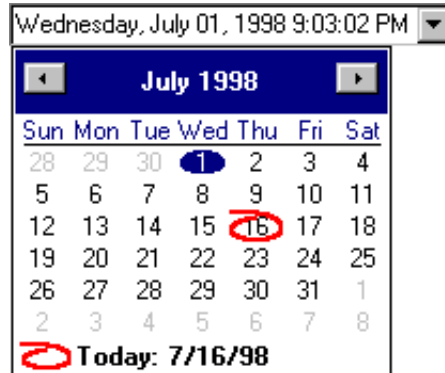 Wednesday, July 01, 1998 9:03:02 PM
July 1998
Sun Mon Tue Wed Thu Fri Sat
28 29 30 1 2 3 4
5 6 7 8 9 10 11
12 13 14 15 16 17 18
19 20 21 22 23 24 25
26 27 28 29 30 31 1
2 3 4 5 6 7 8
Today: 7/16/98